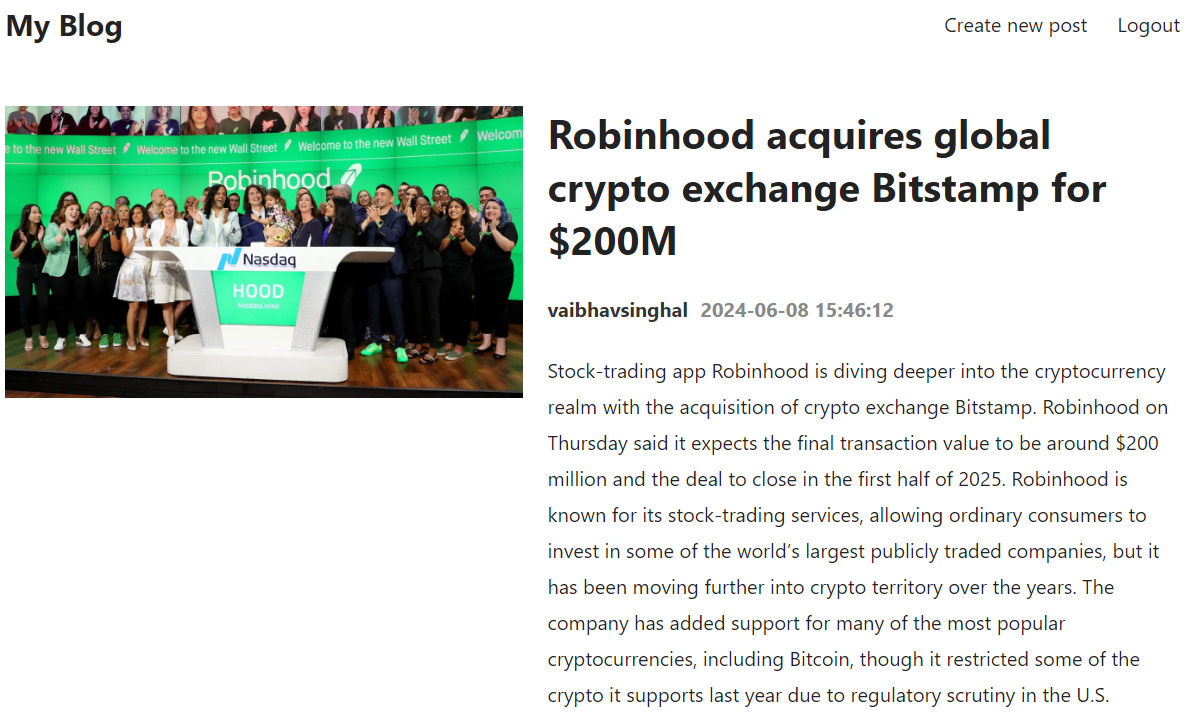 My Blog
Create new post Logout
e to the new Wall Street Welcome to the new Wall Street Welcome to the new Wall Street Welcom
Robinhood
Nasdaq
HOOD
NasdaqListed
Robinhood acquires global
crypto exchange Bitstamp for
$200M
vaibhavsinghal 2024-06-08 15:46:12
Stock-trading app Robinhood is diving deeper into the cryptocurrency
realm with the acquisition of crypto exchange Bitstamp. Robinhood on
Thursday said it expects the final transaction value to be around $200
million and the deal to close in the first half of 2025. Robinhood is
known for its stock-trading services, allowing ordinary consumers to
invest in some of the world’s largest publicly traded companies, but it
has been moving further into crypto territory over the years. The
company has added support for many of the most popular
cryptocurrencies, including Bitcoin, though it restricted some of the
crypto it supports last year due to regulatory scrutiny in the U.S.